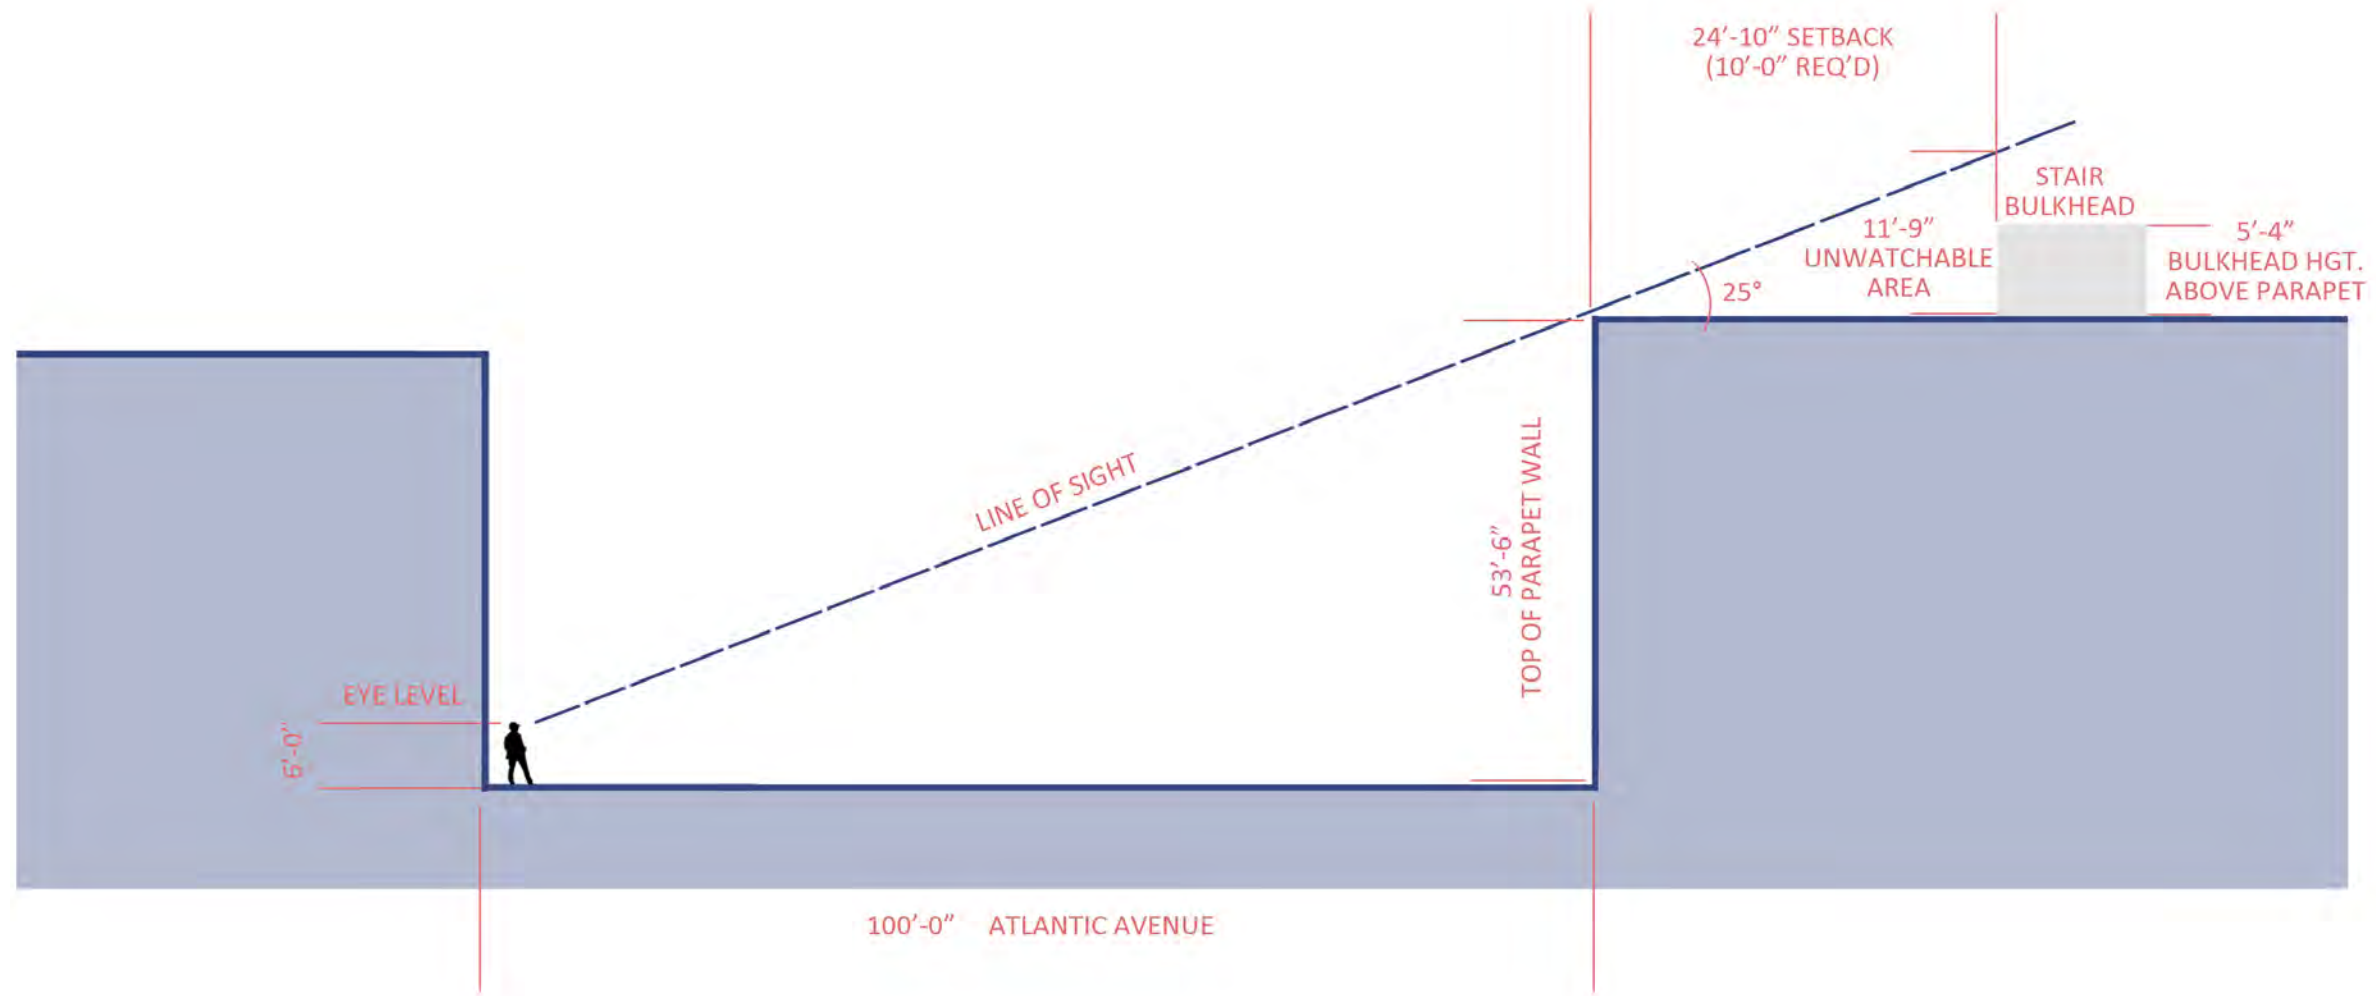 24’-10” SETBACK
(10’-0” REQ’D)
STAIR
BULKHEAD
11’-9”
UNWATCHABLE
AREA
5’-4”
BULKHEAD HGT.
ABOVE PARAPET
25°
LINE OF SIGHT
53’-6”
TOP OF PARAPET WALL
EYE LEVEL
6’-0”
100’-0” ATLANTIC AVENUE